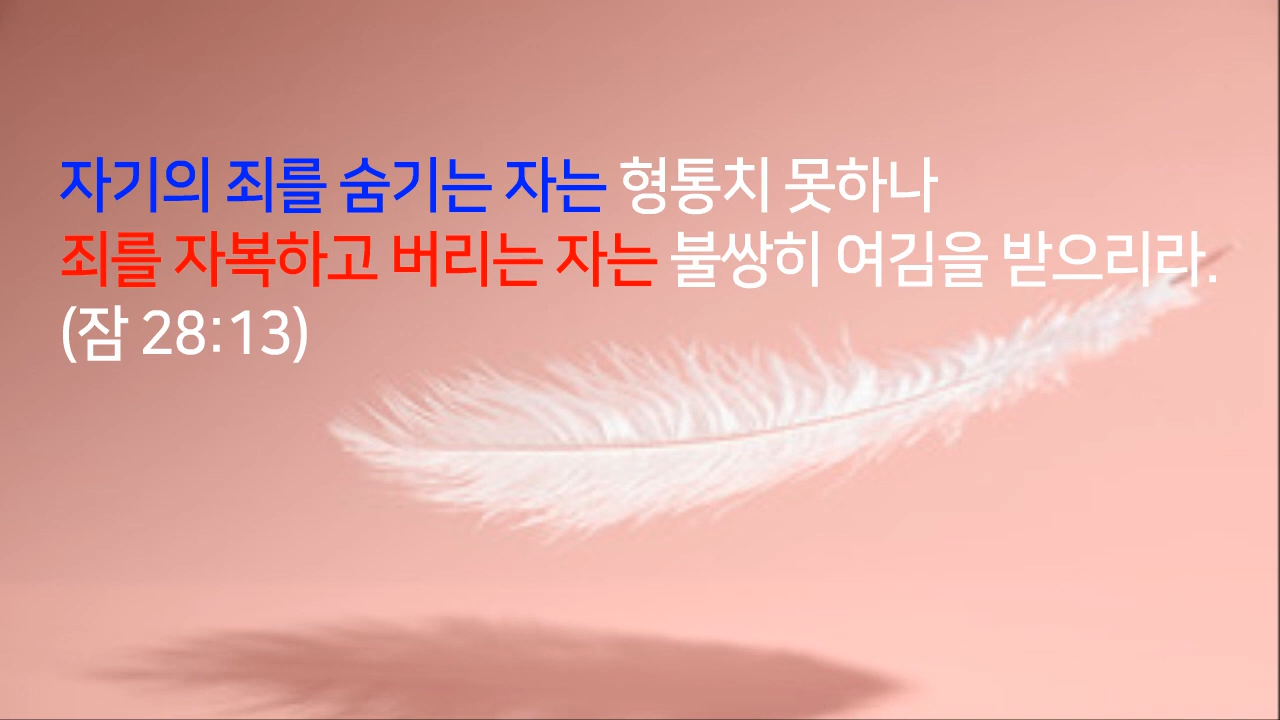 자기의 죄를 숨기는 자는 형통치 못하나
죄를 자복하고 버리는 자는 불쌍히 여김을 받으리라.
(잠 28:13)